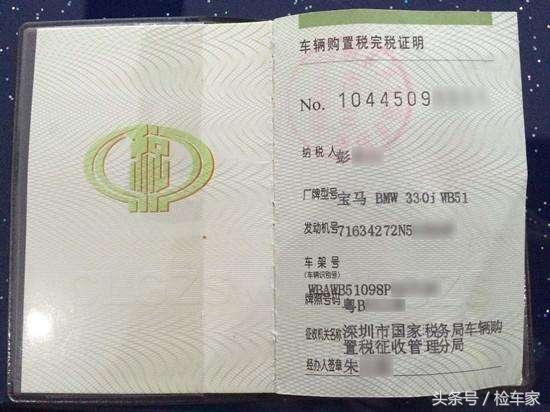 税
车辆购置税完税证明
No. 1044509
纳税人 彭
厂牌型号 宝马 BMW 330i WB51
发动机号 71634272N5
车架号
(车辆识别号)
WBAWB51098P
牌照号码 粤B
征收机关名称 深圳市国家税务局车辆购
置税征收管理分局
经办人签章 朱
头条号 / 检车家